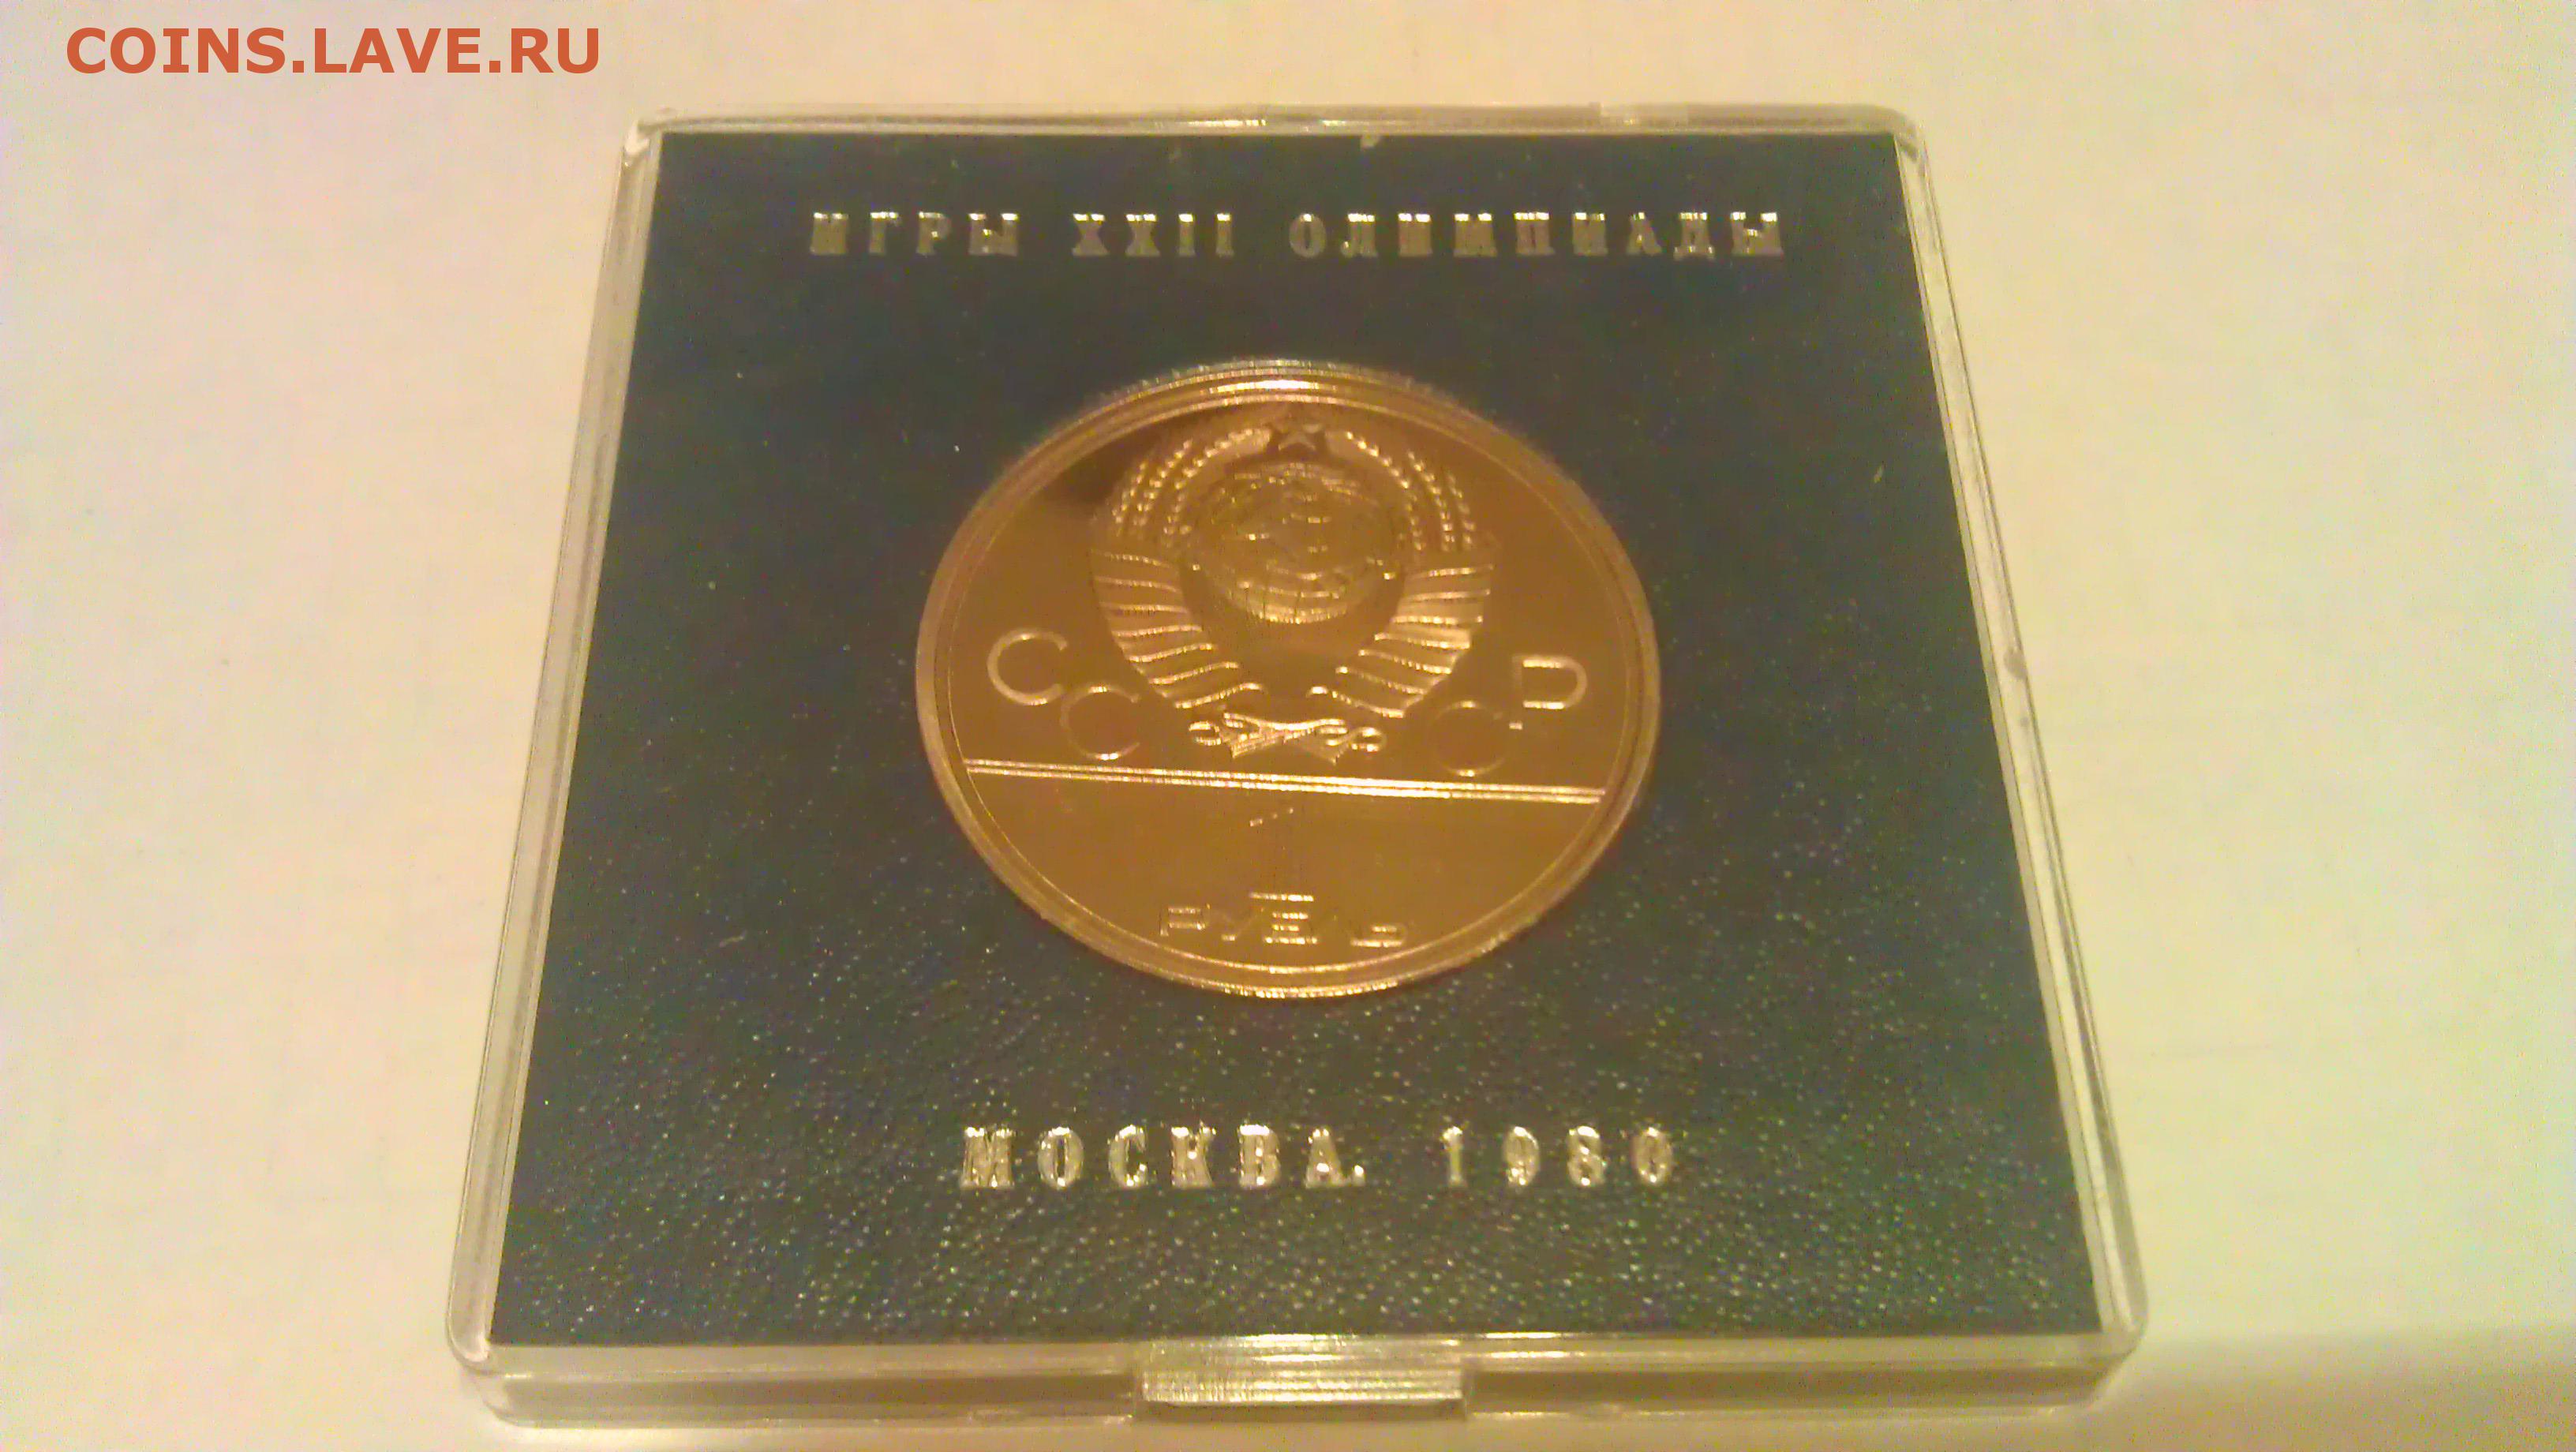 COINS.LAVE.RU
ИГРЫ XXII ОЛИМПИАДЫ
СССР
1
РУБЛЬ
МОСКВА. 1980